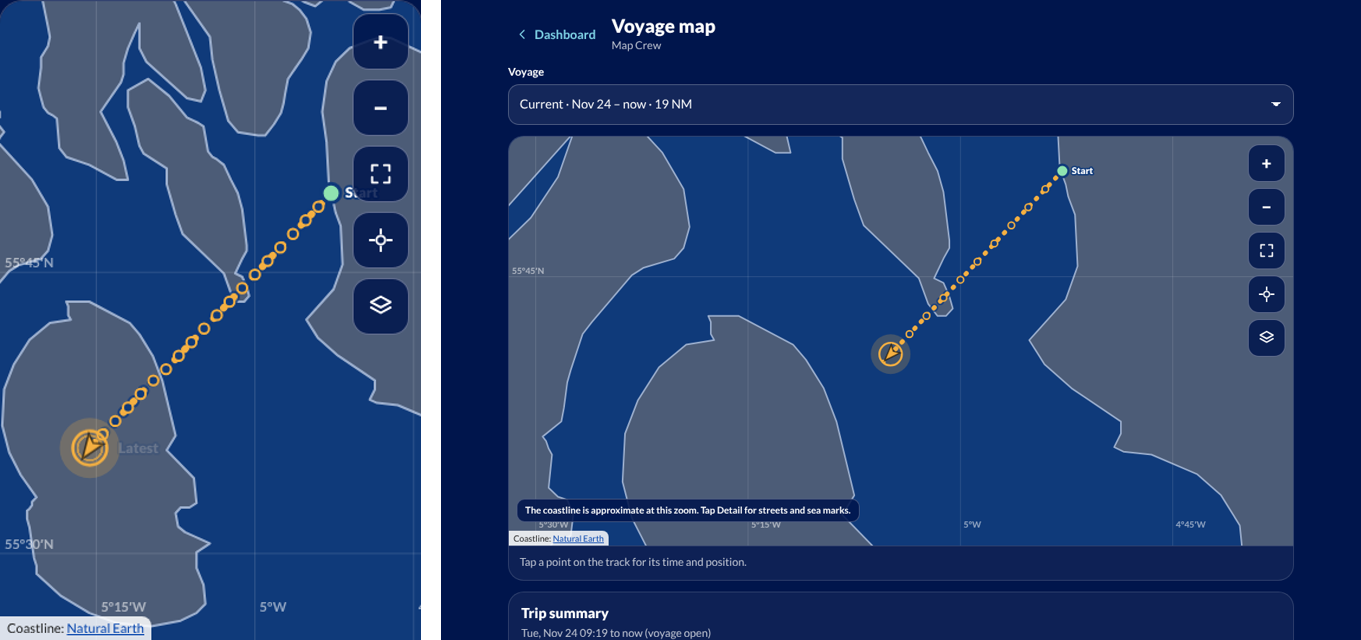 +
−
Start
55°45'N
Latest
55°30'N
5°15'W
5°W
Coastline: Natural Earth
Dashboard
Voyage map
Map Crew
Voyage
Current · Nov 24 – now · 19 NM
+
−
Start
55°45'N
The coastline is approximate at this zoom. Tap Detail for streets and sea marks.
5°30'W
5°15'W
5°W
4°45'W
Coastline: Natural Earth
Tap a point on the track for its time and position.
Trip summary
Tue, Nov 24 09:19 to now (voyage open)